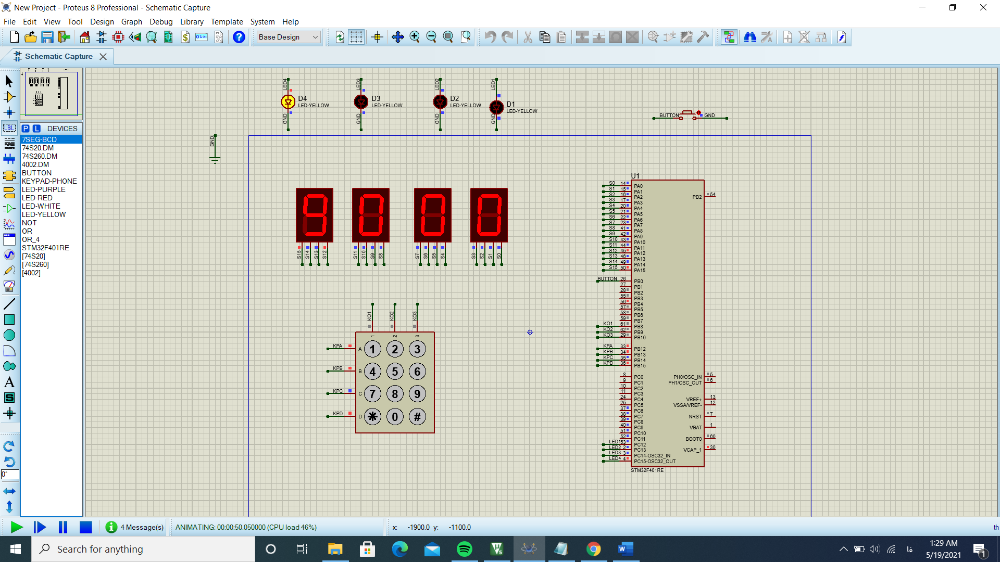 New Project - Proteus 8 Professional - Schematic Capture
File Edit View Tool Design Graph Debug Library Template System Help
Base Design
Schematic Capture
LED4
D4
LED-YELLOW
GND
LED3
D3
LED-YELLOW
GND
LED2
D2
LED-YELLOW
GND
LED1
D1
LED-YELLOW
GND
BUTTON
GND
GND
P L DEVICES
7SEG-BCD
74S20.DM
74S260.DM
4002.DM
BUTTON
KEYPAD-PHONE
LED-PURPLE
LED-RED
LED-WHITE
LED-YELLOW
NOT
OR
OR_4
STM32F401RE
[74S20]
[74S260]
[4002]
LBL
A
S
0°
9 0 0 0
S15 S14 S13 S12
S11 S10 S9 S8
S7 S6 S5 S4
S3 S2 S1 S0
KO1 KO2 KO3
1 2 3
KPA A 1 2 3
KPB B 4 5 6
KPC C 7 8 9
KPD D * 0 #
U1
S0 14 PA0
S1 15 PA1
S2 16 PA2
S3 17 PA3
S4 20 PA4
S5 21 PA5
S6 22 PA6
S7 23 PA7
S8 41 PA8
S9 42 PA9
S10 43 PA10
S11 44 PA11
S12 45 PA12
S13 46 PA13
S14 49 PA14
S15 50 PA15
BUTTON 26 PB0
27 PB1
28 PB2
55 PB3
56 PB4
57 PB5
58 PB6
59 PB7
KO1 61 PB8
KO2 62 PB9
KO3 29 PB10
KPA 33 PB12
KPB 34 PB13
KPC 35 PB14
KPD 36 PB15
8 PC0
9 PC1
10 PC2
11 PC3
24 PC4
25 PC5
37 PC6
38 PC7
39 PC8
40 PC9
51 PC10
52 PC11
LED1 53 PC12
LED2 2 PC13
LED3 3 PC14-OSC32_IN
LED4 4 PC15-OSC32_OUT
PD2 54
PH0/OSC_IN 5
PH1/OSC_OUT 6
VREF+ 13
VSSA/VREF- 12
NRST 7
VBAT 1
BOOT0 60
VCAP_1 30
STM32F401RE
4 Message(s)
ANIMATING: 00:00:50.050000 (CPU load 46%)
x: -1900.0 y: -1100.0
th
Search for anything
فا
1:29 AM
5/19/2021
1